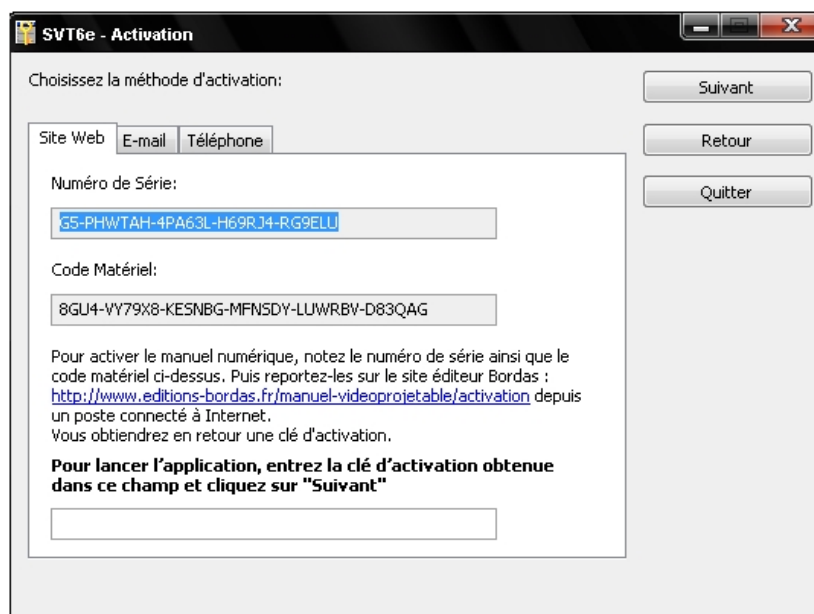 SVT6e - Activation
Choisissez la méthode d'activation:
Suivant
Site Web E-mail Téléphone
Retour
Numéro de Série:
Quitter
G5-PHWTAH-4PA63L-H69RJ4-RG9ELU
Code Matériel:
8GU4-VY79X8-KESNBG-MFNSDY-LUWRBV-D83QAG
Pour activer le manuel numérique, notez le numéro de série ainsi que le
code matériel ci-dessus. Puis reportez-les sur le site éditeur Bordas :
http://www.editions-bordas.fr/manuel-videoprojetable/activation depuis
un poste connecté à Internet.
Vous obtiendrez en retour une clé d'activation.
Pour lancer l'application, entrez la clé d'activation obtenue
dans ce champ et cliquez sur "Suivant"